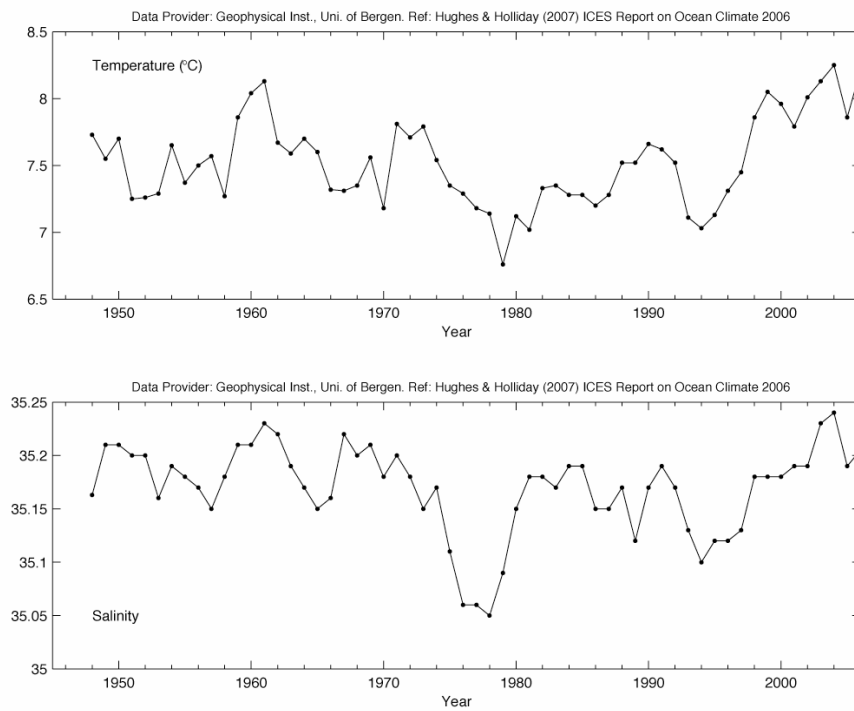 Data Provider: Geophysical Inst., Uni. of Bergen. Ref: Hughes & Holliday (2007) ICES Report on Ocean Climate 2006
8.5
Temperature (°C)
8
7.5
7
6.5
1950 1960 1970 1980 1990 2000
Year
Data Provider: Geophysical Inst., Uni. of Bergen. Ref: Hughes & Holliday (2007) ICES Report on Ocean Climate 2006
35.25
35.2
35.15
35.1
35.05
Salinity
35
1950 1960 1970 1980 1990 2000
Year